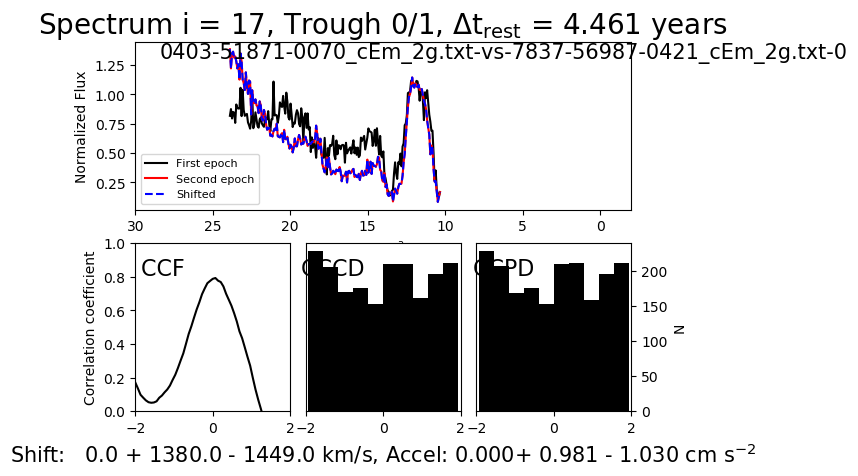 Spectrum i = 17, Trough 0/1, Δt_rest = 4.461 years
0403-51871-0070_cEm_2g.txt-vs-7837-56987-0421_cEm_2g.txt-0
Normalized Flux
1.25
1.00
0.75
0.50
0.25
First epoch
Second epoch
Shifted
30 25 20 15 10 5 0
Correlation coefficient
1.0
0.8
0.6
0.4
0.2
0.0
CCF
−2 0 2
−2 0 2
CCPD
200
150
100
50
0
N
−2 0 2
Shift: 0.0 + 1380.0 - 1449.0 km/s, Accel: 0.000+ 0.981 - 1.030 cm s⁻²